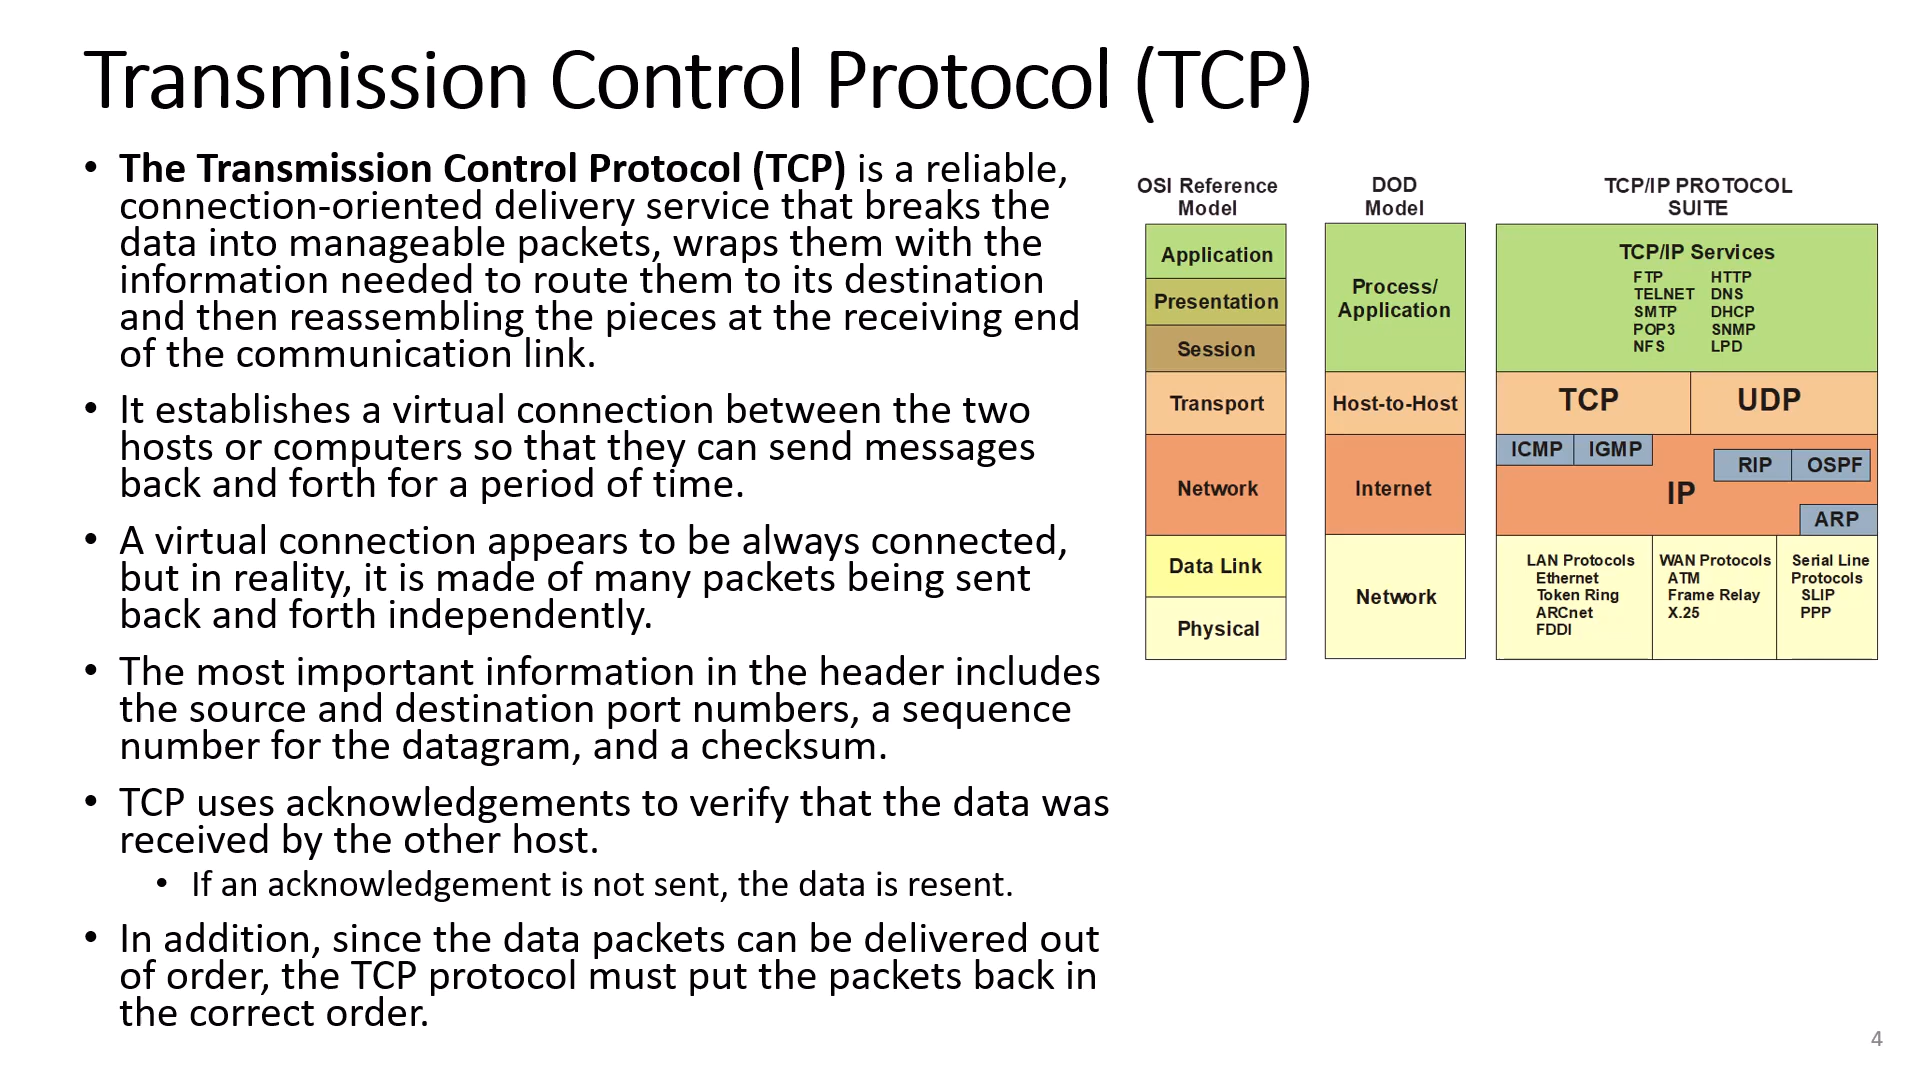 Transmission Control Protocol (TCP)
• The Transmission Control Protocol (TCP) is a reliable,
connection-oriented delivery service that breaks the
data into manageable packets, wraps them with the
information needed to route them to its destination
and then reassembling the pieces at the receiving end
of the communication link.
• It establishes a virtual connection between the two
hosts or computers so that they can send messages
back and forth for a period of time.
• A virtual connection appears to be always connected,
but in reality, it is made of many packets being sent
back and forth independently.
• The most important information in the header includes
the source and destination port numbers, a sequence
number for the datagram, and a checksum.
• TCP uses acknowledgements to verify that the data was
received by the other host.
• If an acknowledgement is not sent, the data is resent.
• In addition, since the data packets can be delivered out
of order, the TCP protocol must put the packets back in
the correct order.
OSI Reference
Model
Application
Presentation
Session
Transport
Network
Data Link
Physical
DOD
Model
Process/
Application
Host-to-Host
Internet
Network
TCP/IP PROTOCOL
SUITE
TCP/IP Services
FTP HTTP
TELNET DNS
SMTP DHCP
POP3 SNMP
NFS LPD
TCP UDP
ICMP IGMP
RIP OSPF
IP
ARP
LAN Protocols
Ethernet
Token Ring
ARCnet
FDDI
WAN Protocols
ATM
Frame Relay
X.25
Serial Line
Protocols
SLIP
PPP
4